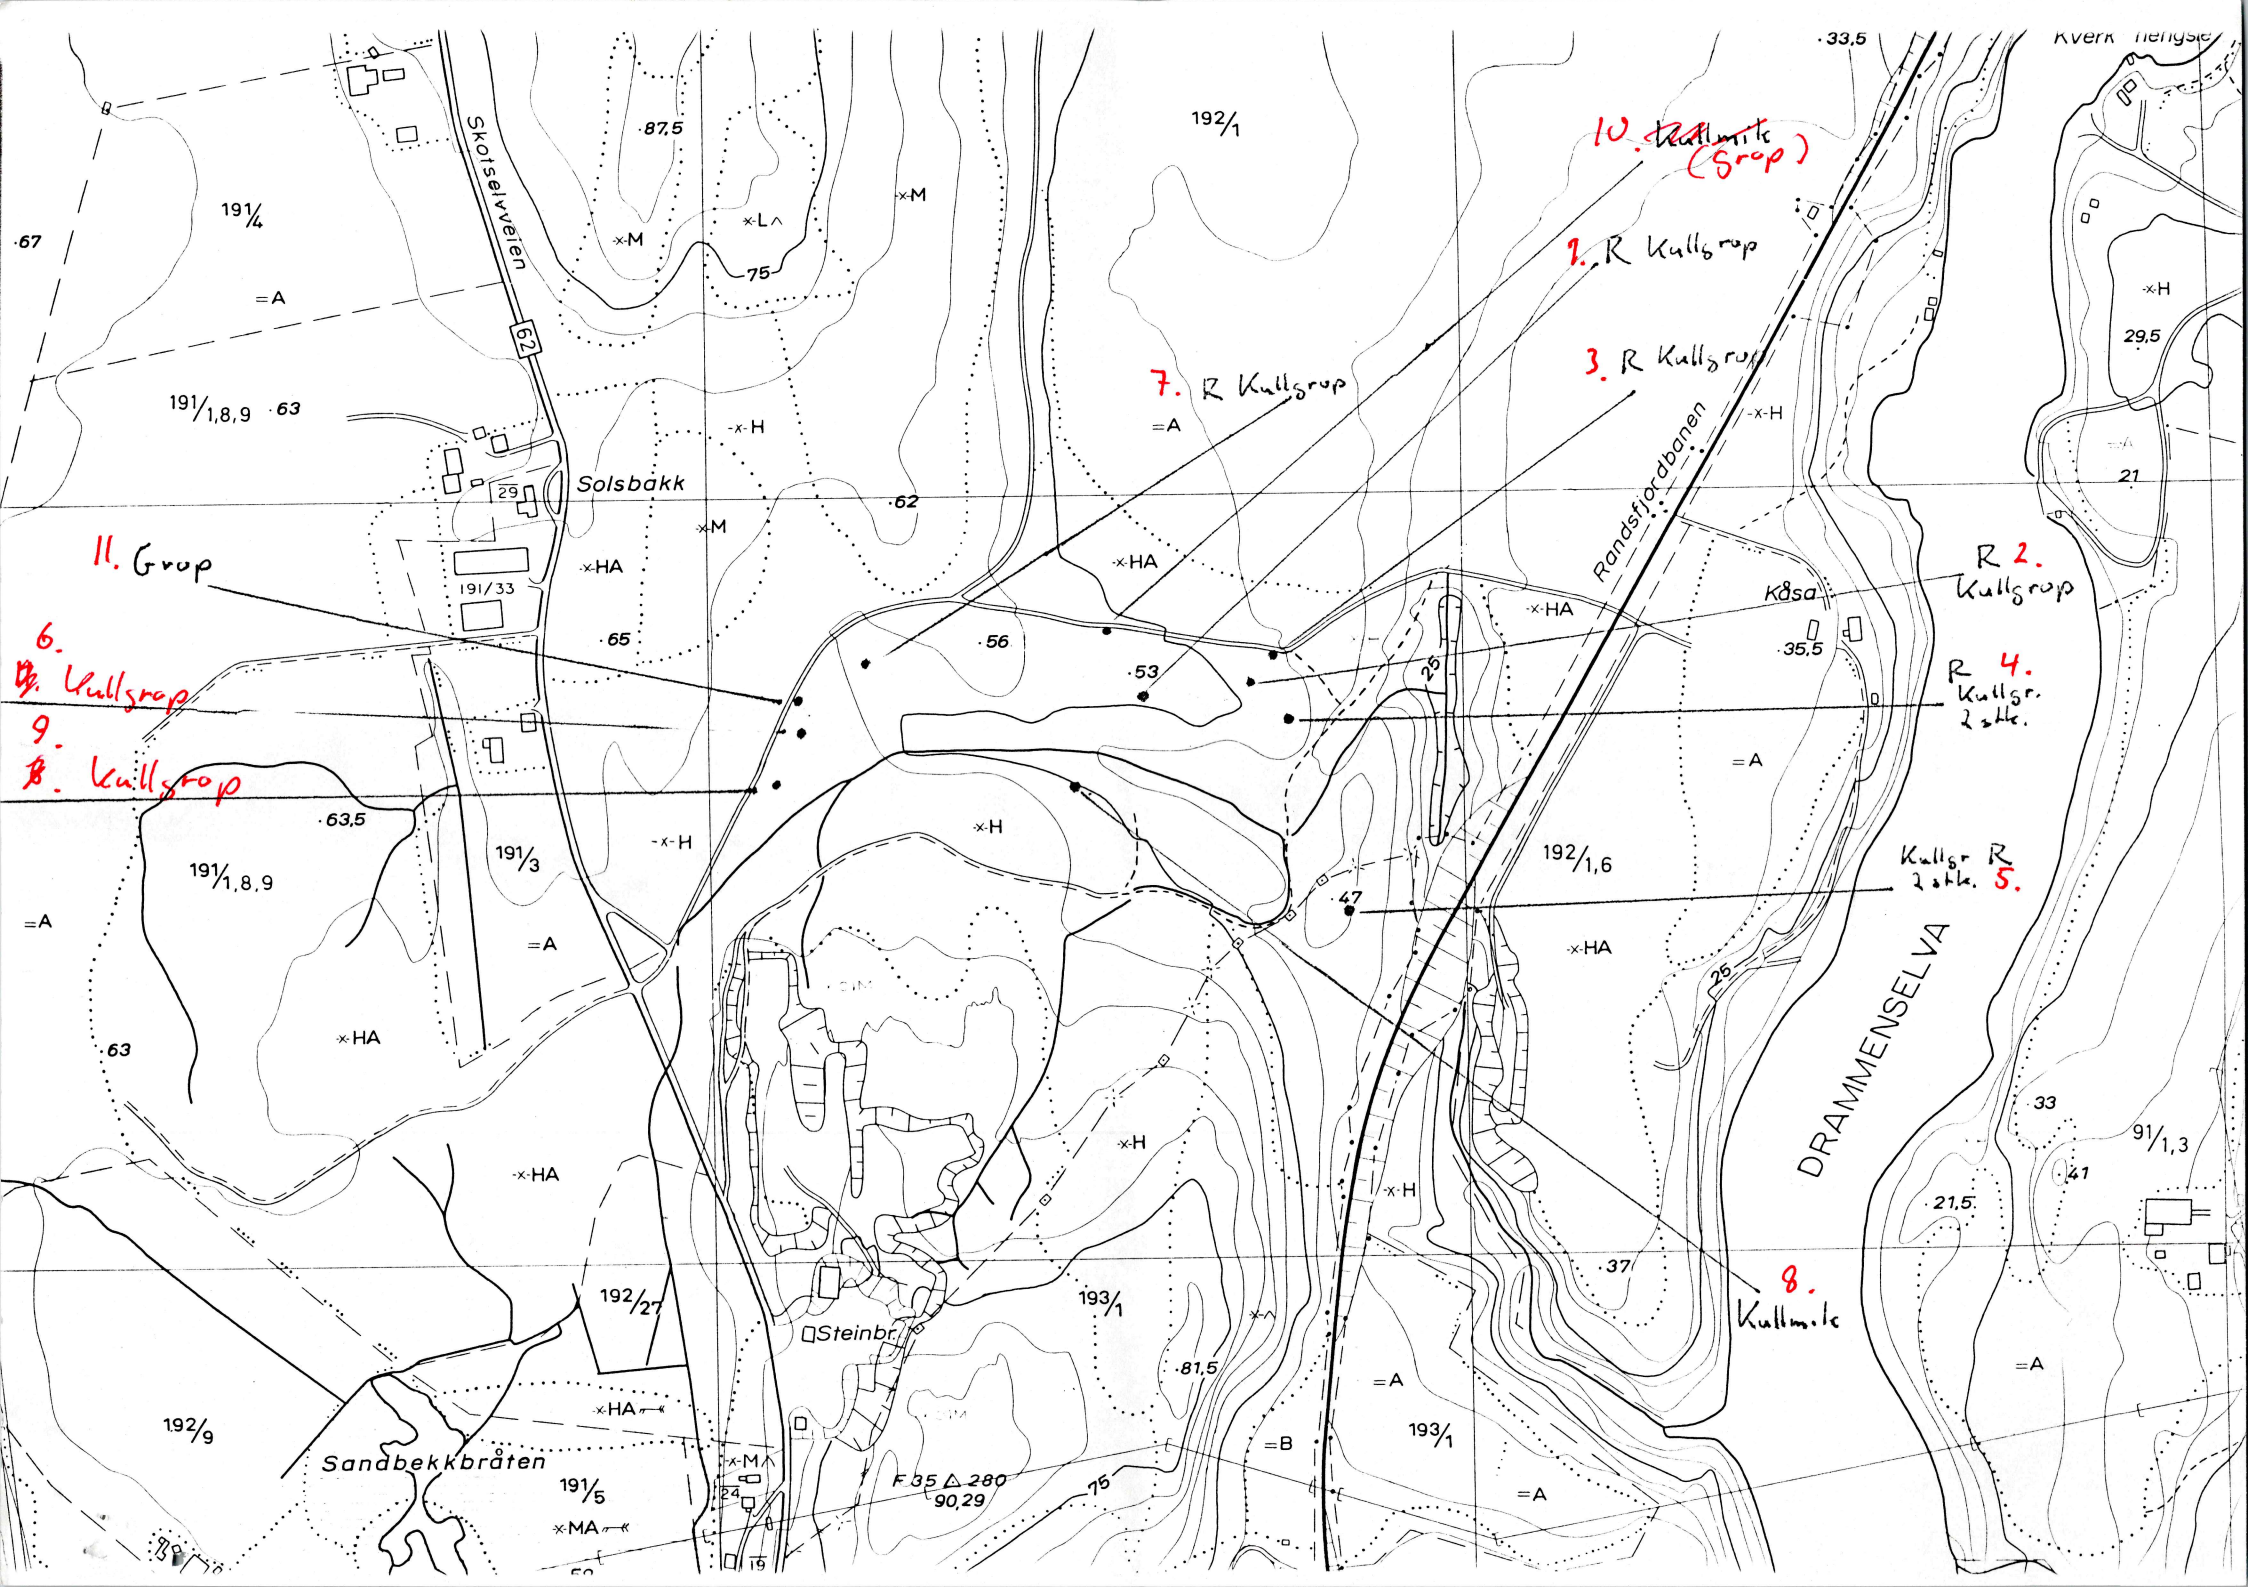 ·33,5
Kverk hengsle
·87,5
192/1
10. Kullmile
(grop)
Skotselvveien
191/4
·67
-x-M
-x-M
-x-L^
75
=A
1. R Kullgrop
-x-H
29,5
62
3. R Kullgrop
7. R Kullgrop
191/1,8,9
·63
=A
-x-H
-x-H
Randsfjordbanen
=A
21
29
Solsbakk
·62
-x-M
11. Grop
-x-HA
-x-HA
191/33
R 2.
Kullgrop
Kåsa
-x-HA
·65
·56
·53
·35,5
25
6.
Kullgrop
R 4.
Kullgr.
2 stk.
9.
Kullgrop
=A
·63,5
-x-H
-x-H
191/3
192/1,6
Kullgr R
2 stk. 5.
191/1,8,9
·47
=A
=A
-x-HA
25
DRAMMENSELVA
-x-HA
·63
·33
91/1,3
-x-H
-x-HA
·41
-x-H
21,5
·37
8.
Kullmile
192/27
193/1
-x-^
Steinbr.
·81,5
=A
=A
-x-HA
192/9
193/1
=B
Sandbekkbråten
-x-M^
F 35 △ 280
90,29
75
191/5
24
=A
-x-MA
19